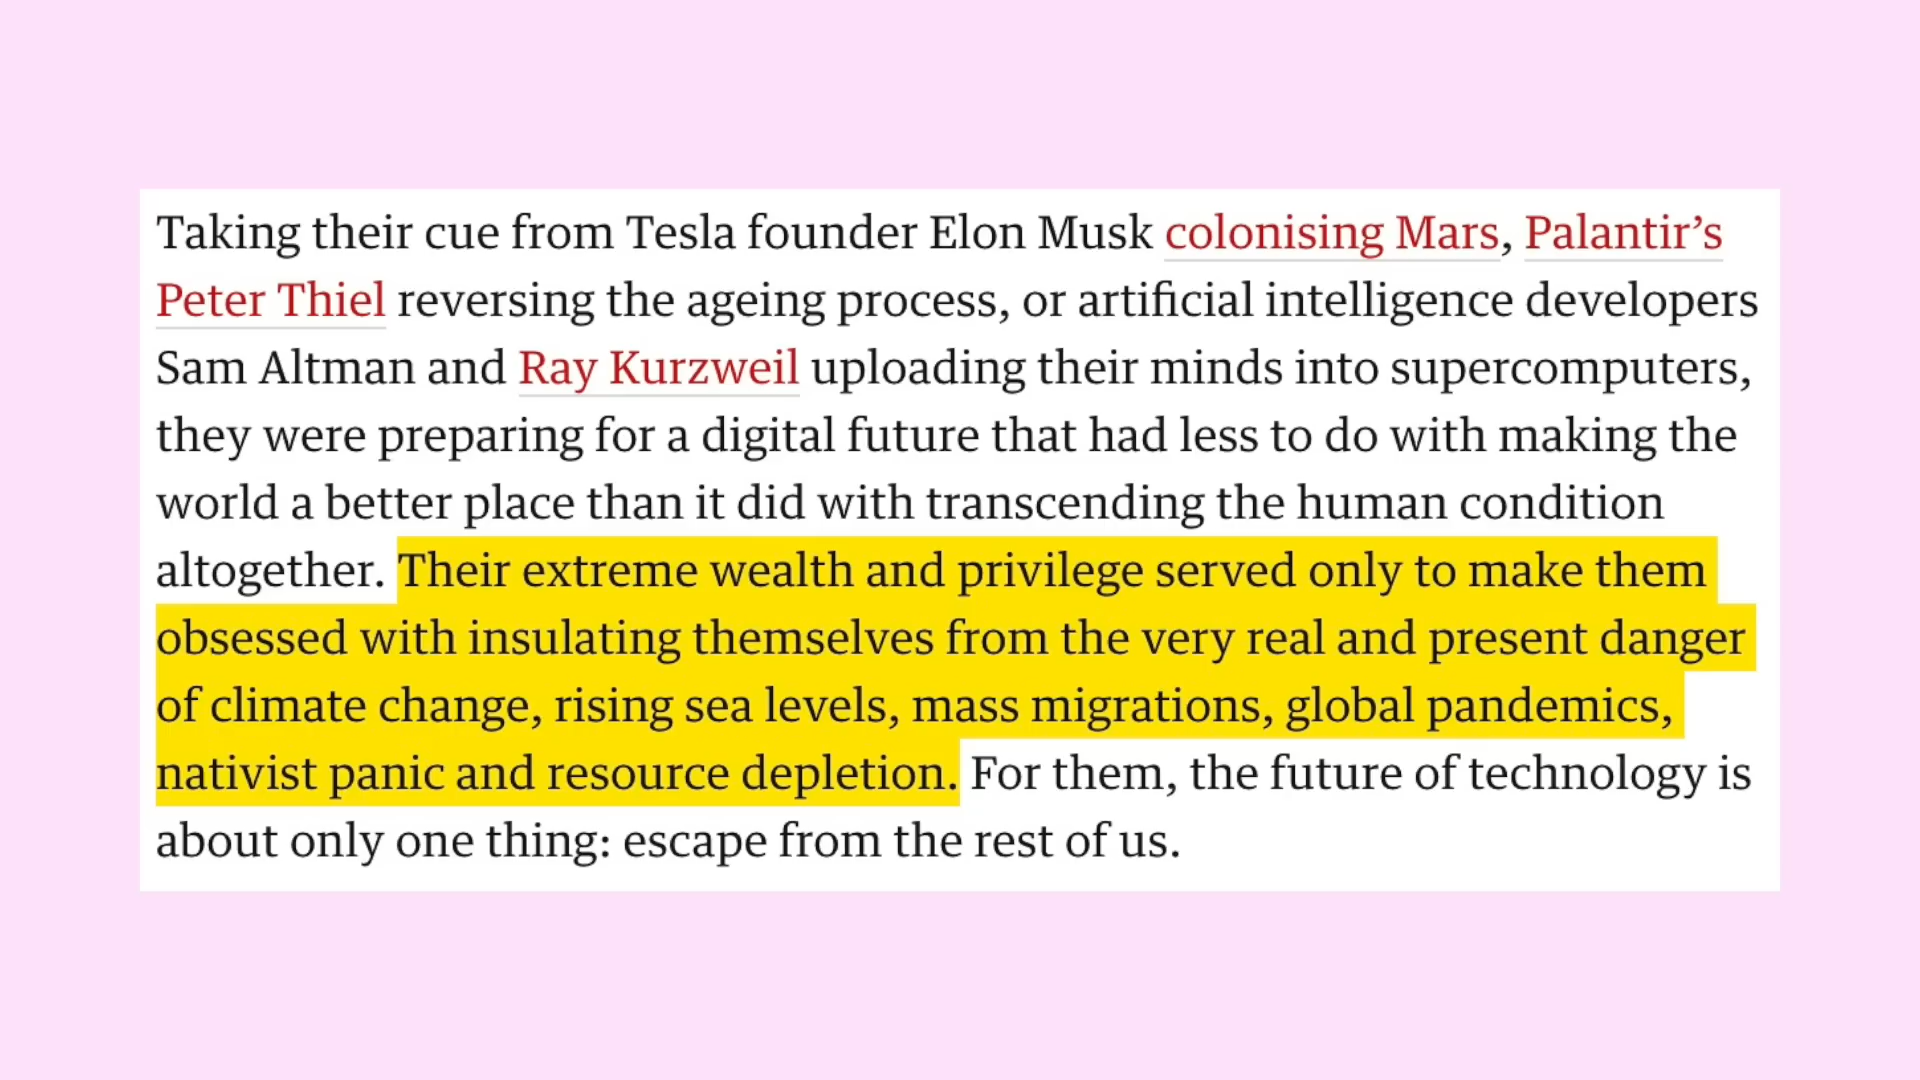 Taking their cue from Tesla founder Elon Musk colonising Mars, Palantir’s
Peter Thiel reversing the ageing process, or artificial intelligence developers
Sam Altman and Ray Kurzweil uploading their minds into supercomputers,
they were preparing for a digital future that had less to do with making the
world a better place than it did with transcending the human condition
altogether. Their extreme wealth and privilege served only to make them
obsessed with insulating themselves from the very real and present danger
of climate change, rising sea levels, mass migrations, global pandemics,
nativist panic and resource depletion. For them, the future of technology is
about only one thing: escape from the rest of us.